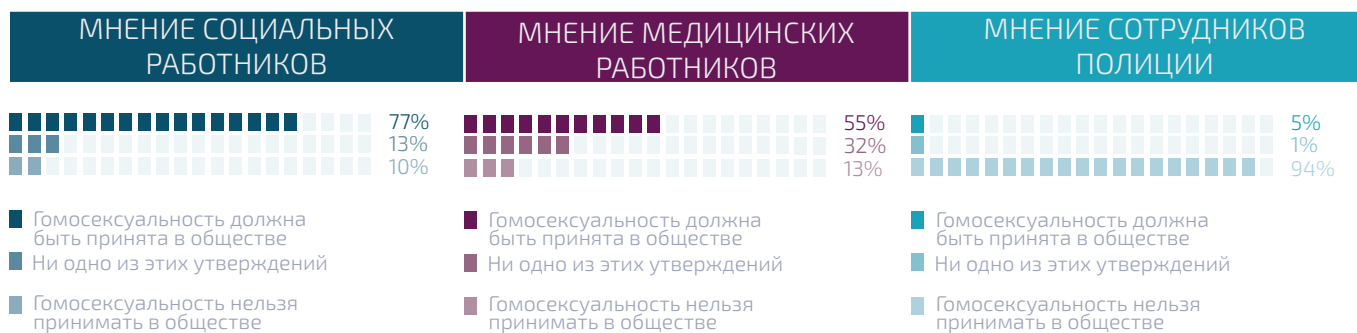 МНЕНИЕ СОЦИАЛЬНЫХ
РАБОТНИКОВ
77%
13%
10%
Гомосексуальность должна
быть принята в обществе
Ни одно из этих утверждений
Гомосексуальность нельзя
принимать в обществе
МНЕНИЕ МЕДИЦИНСКИХ
РАБОТНИКОВ
55%
32%
13%
Гомосексуальность должна
быть принята в обществе
Ни одно из этих утверждений
Гомосексуальность нельзя
принимать в обществе
МНЕНИЕ СОТРУДНИКОВ
ПОЛИЦИИ
5%
1%
94%
Гомосексуальность должна
быть принята в обществе
Ни одно из этих утверждений
Гомосексуальность нельзя
принимать в обществе